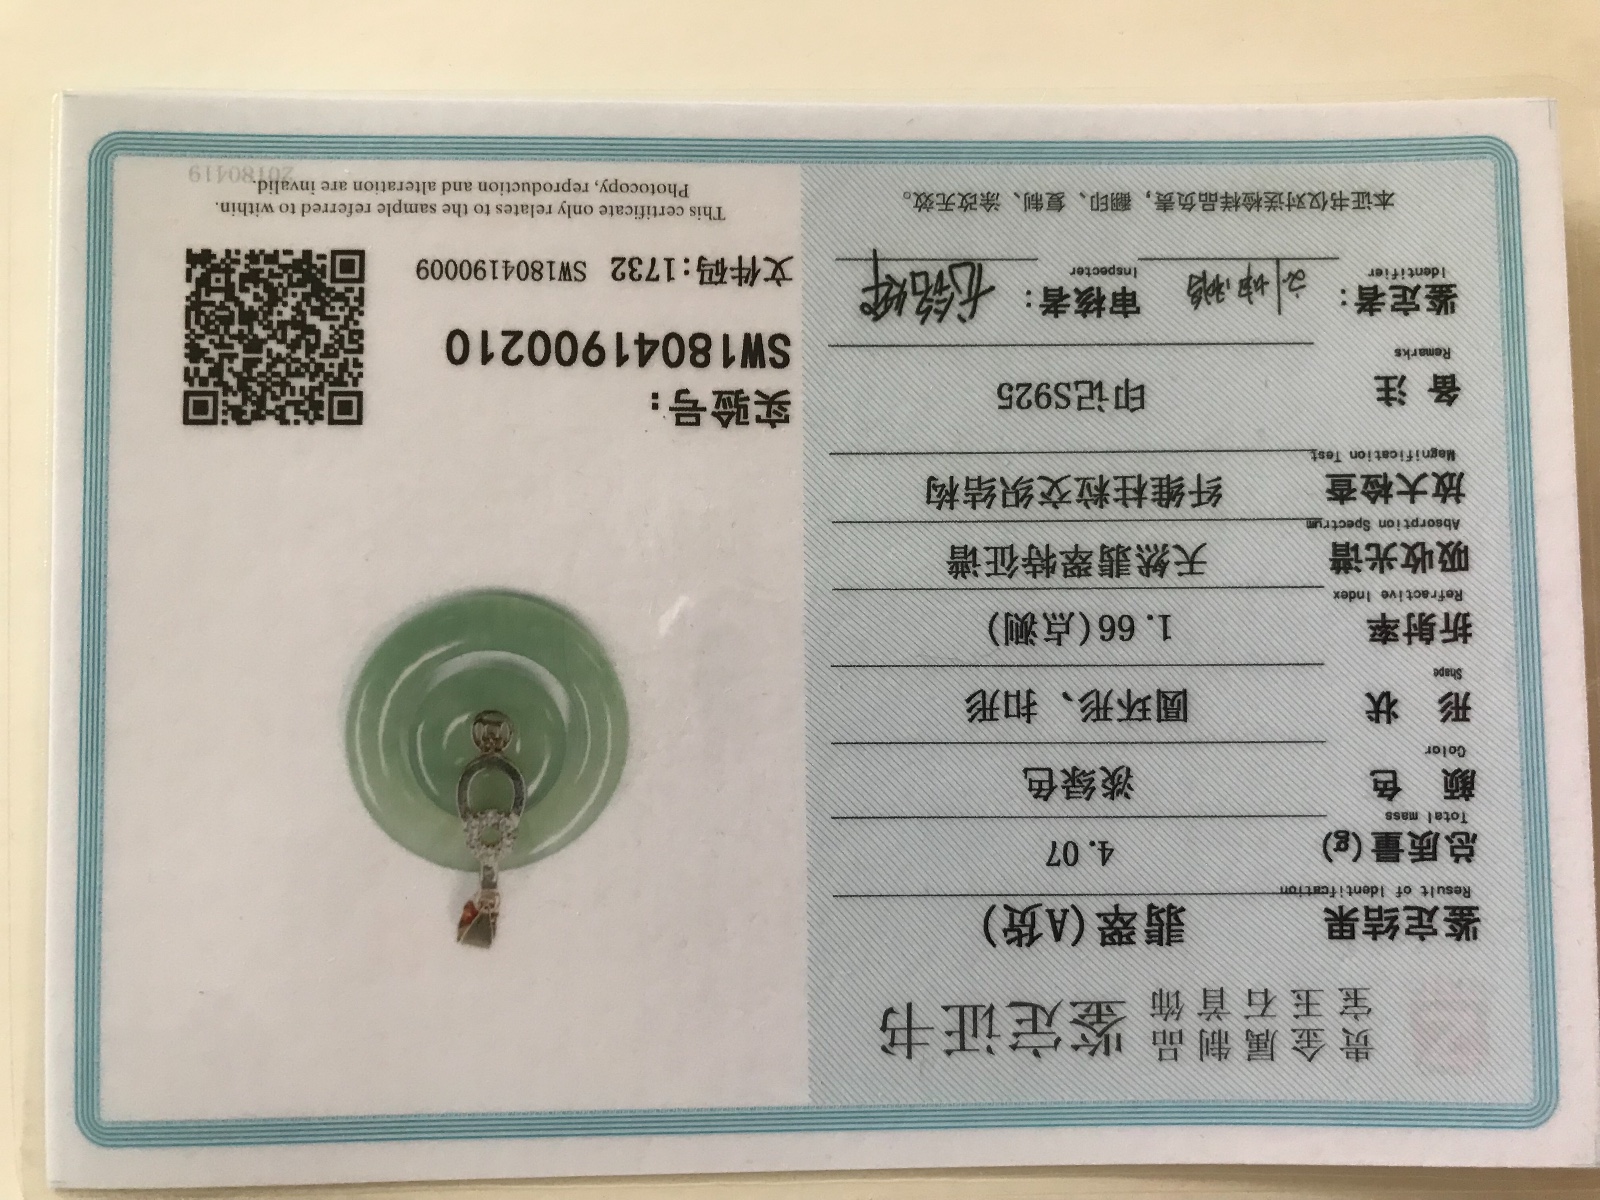 贵金属制品
宝玉石首饰
鉴定证书
鉴定结果 翡翠(A货)
Result of Identification
总质量(g) 4.07
Total mass
颜 色 淡绿色
Color
形 状 圆环形、扣形
Shape
折射率 1.66(点测)
Refractive Index
吸收光谱 天然翡翠特征谱
Absorption Spectrum
放大检查 纤维柱粒交织结构
Magnification Test
备 注 印记S925
Remarks
鉴定者: 审核者:
Identifier Inspecter
本证书仅对送检样品负责，翻印、复制、涂改无效。
实验号:
SW18041900210
文件码:1732 SW1804190009
This certificate only relates to the sample referred to within.
Photocopy, reproduction and alteration are invalid.
20180419